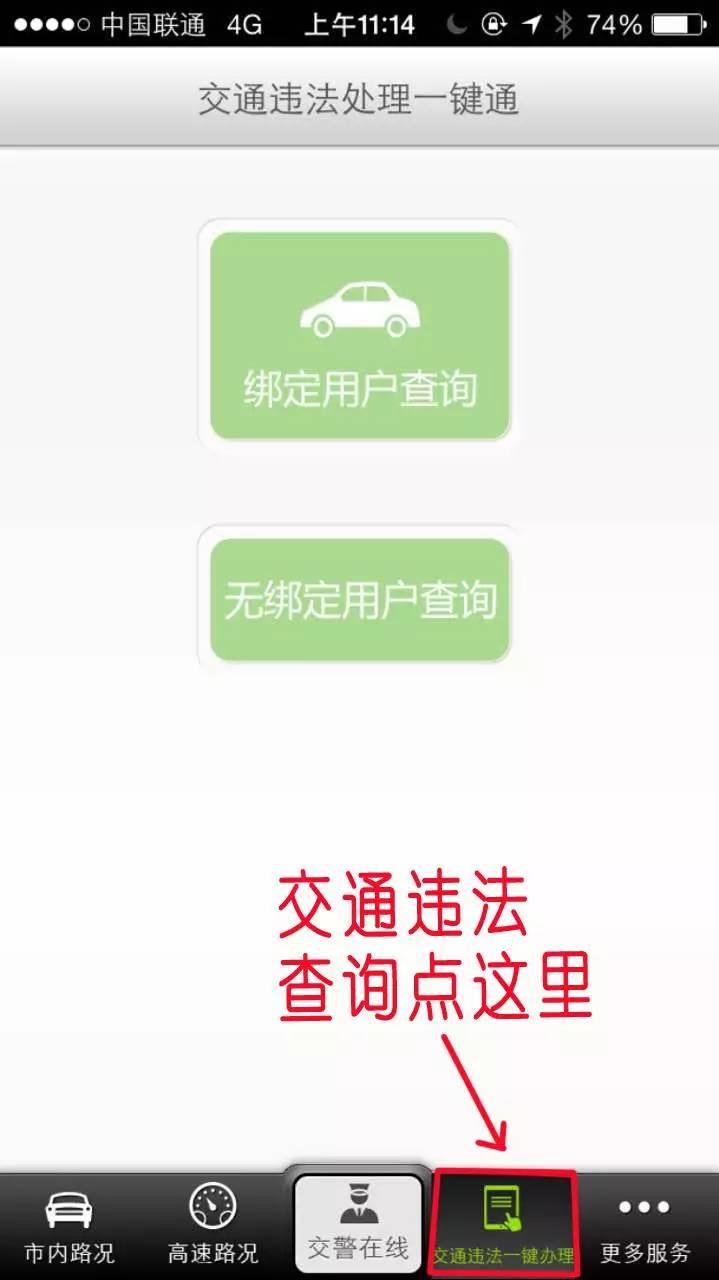 中国联通 4G 上午11:14 74%
交通违法处理一键通
绑定用户查询
无绑定用户查询
交通违法
查询点这里
市内路况 高速路况 交警在线 交通违法一键办理 更多服务